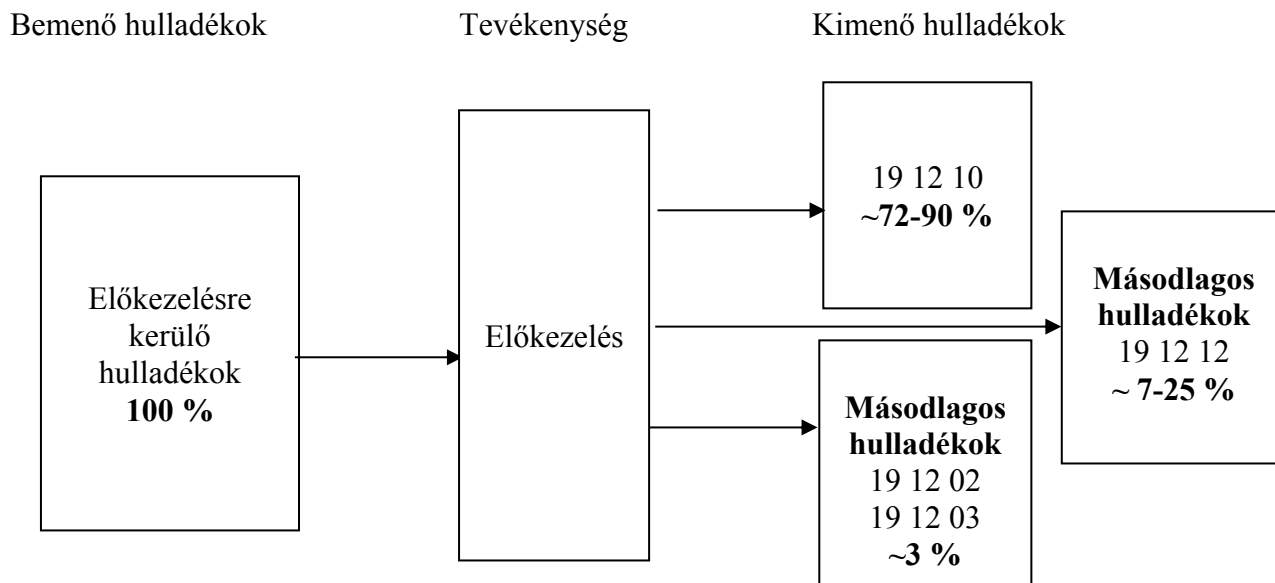 Bemenő hulladékok
Tevékenység
Kimenő hulladékok
Előkezelésre
kerülő
hulladékok
100 %
Előkezelés
19 12 10
~72-90 %
Másodlagos
hulladékok
19 12 12
~ 7-25 %
Másodlagos
hulladékok
19 12 02
19 12 03
~3 %